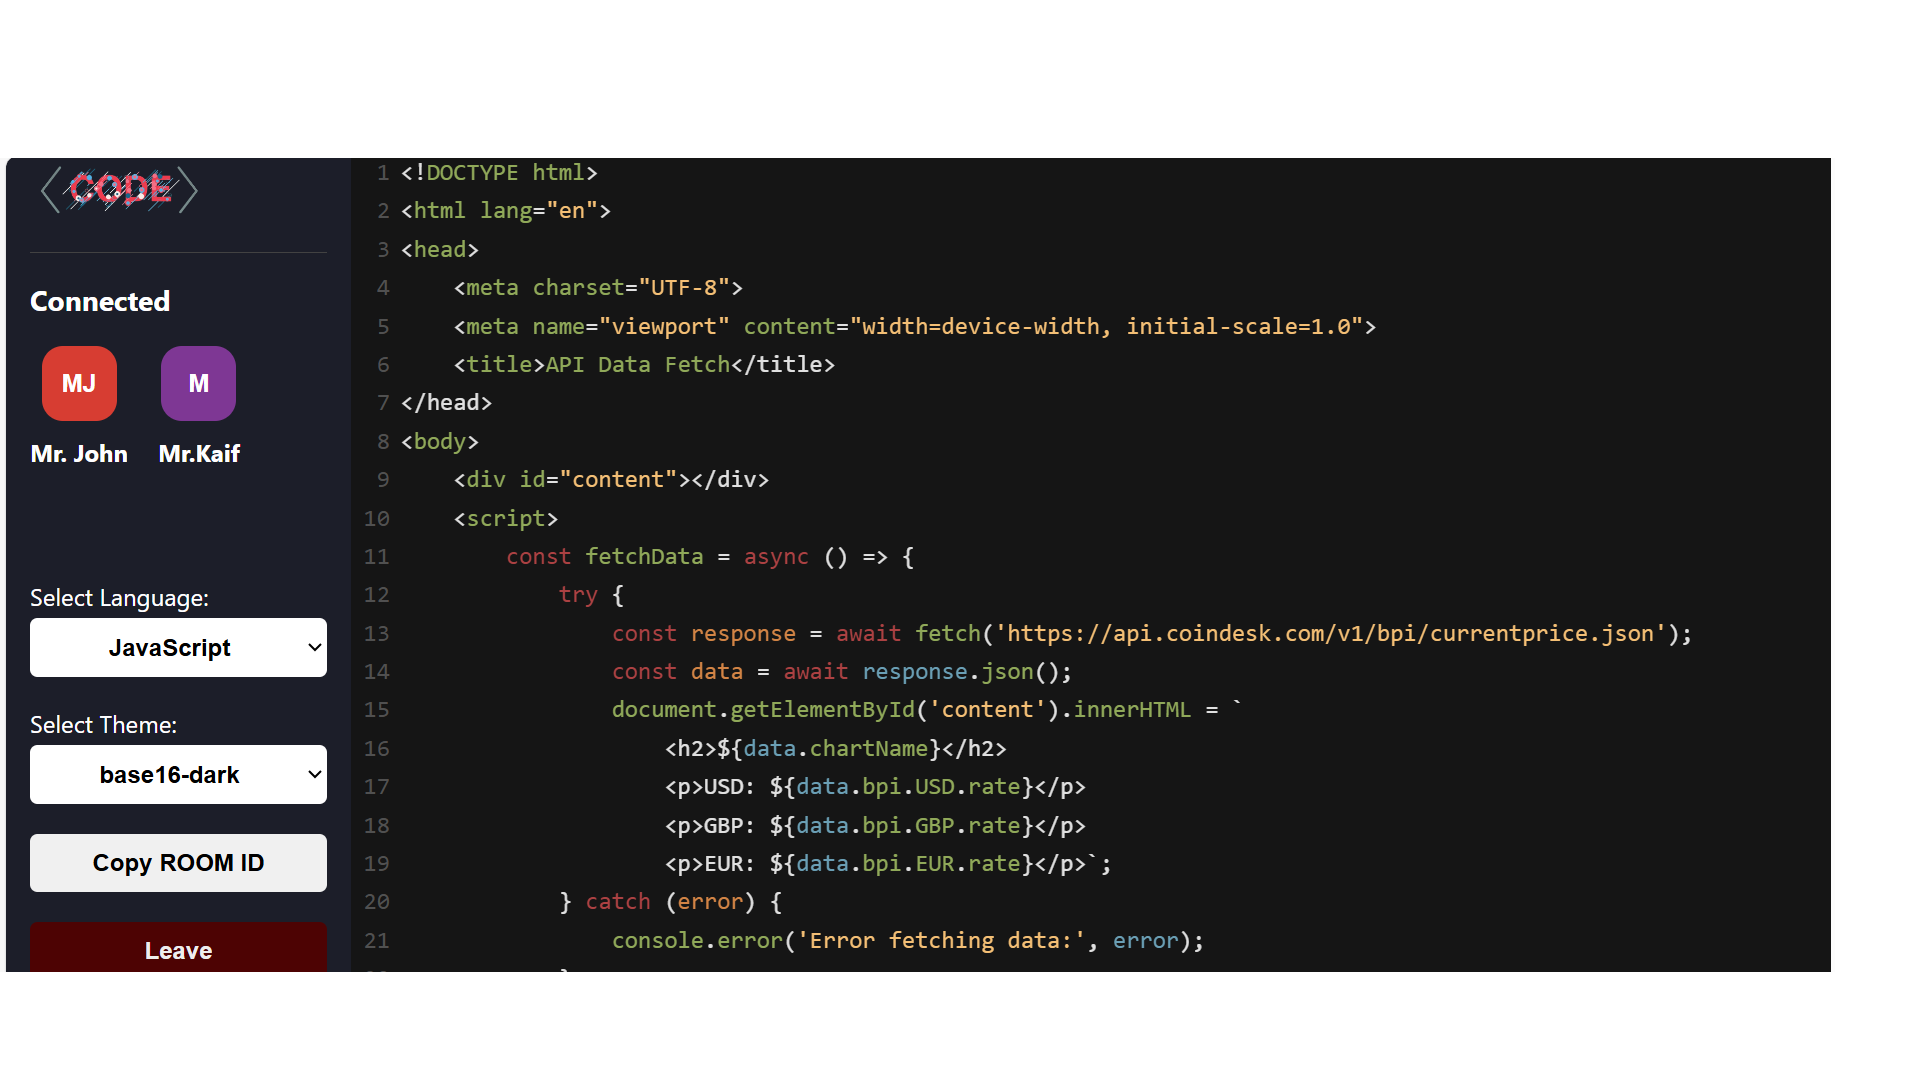 CODE
Connected
MJ
M
Mr. John
Mr.Kaif
Select Language:
JavaScript
Select Theme:
base16-dark
Copy ROOM ID
Leave
1 <!DOCTYPE html>
2 <html lang="en">
3 <head>
4     <meta charset="UTF-8">
5     <meta name="viewport" content="width=device-width, initial-scale=1.0">
6     <title>API Data Fetch</title>
7 </head>
8 <body>
9     <div id="content"></div>
10     <script>
11         const fetchData = async () => {
12             try {
13                 const response = await fetch('https://api.coindesk.com/v1/bpi/currentprice.json');
14                 const data = await response.json();
15                 document.getElementById('content').innerHTML = `
16                     <h2>${data.chartName}</h2>
17                     <p>USD: ${data.bpi.USD.rate}</p>
18                     <p>GBP: ${data.bpi.GBP.rate}</p>
19                     <p>EUR: ${data.bpi.EUR.rate}</p>`;
20             } catch (error) {
21                 console.error('Error fetching data:', error);